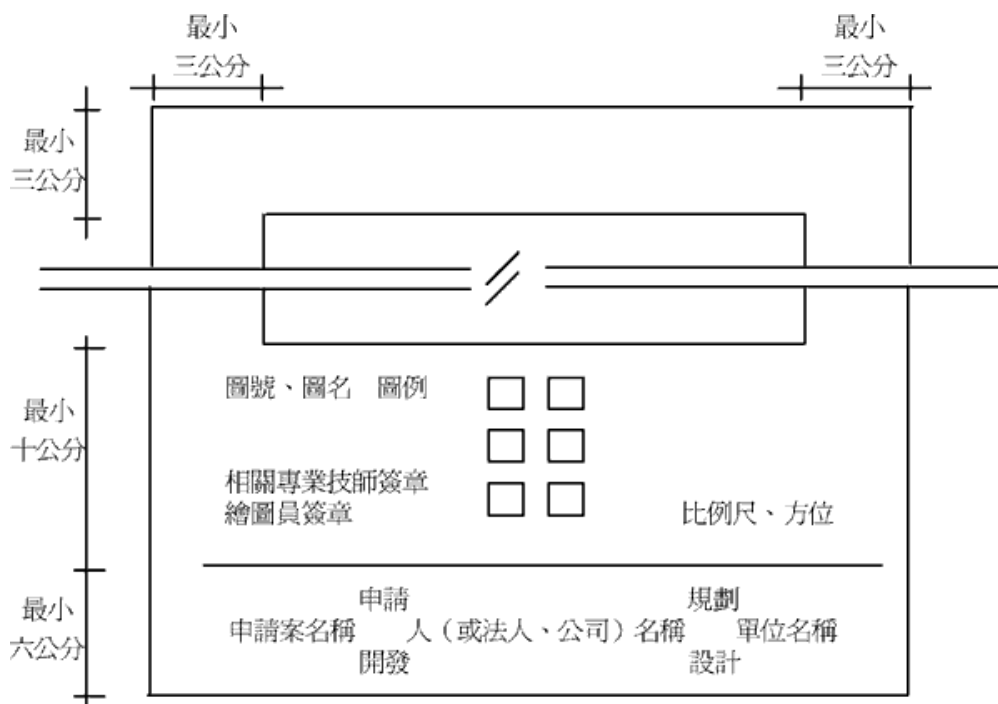 最小
三公分
最小
三公分
最小
三公分
圖號、圖名 圖例
最小
十公分
相關專業技師簽章
繪圖員簽章
比例尺、方位
申請 規劃
申請案名稱 人（或法人、公司）名稱 單位名稱
開發 設計
最小
六公分